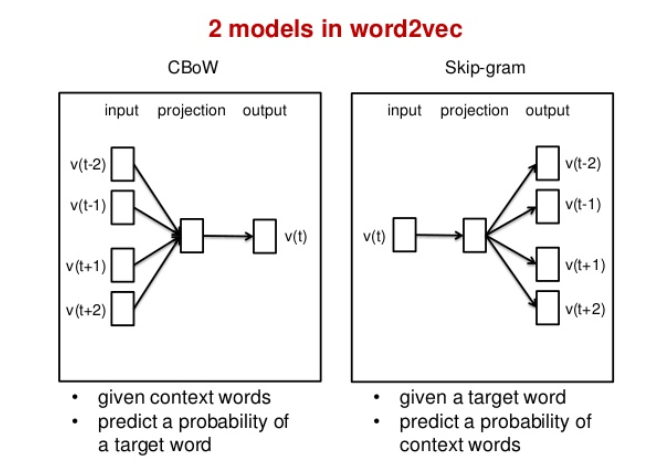 2 models in word2vec
CBoW
input projection output
v(t-2)
v(t-1)
v(t)
v(t+1)
v(t+2)
• given context words
• predict a probability of
a target word
Skip-gram
input projection output
v(t-2)
v(t-1)
v(t)
v(t+1)
v(t+2)
• given a target word
• predict a probability of
context words